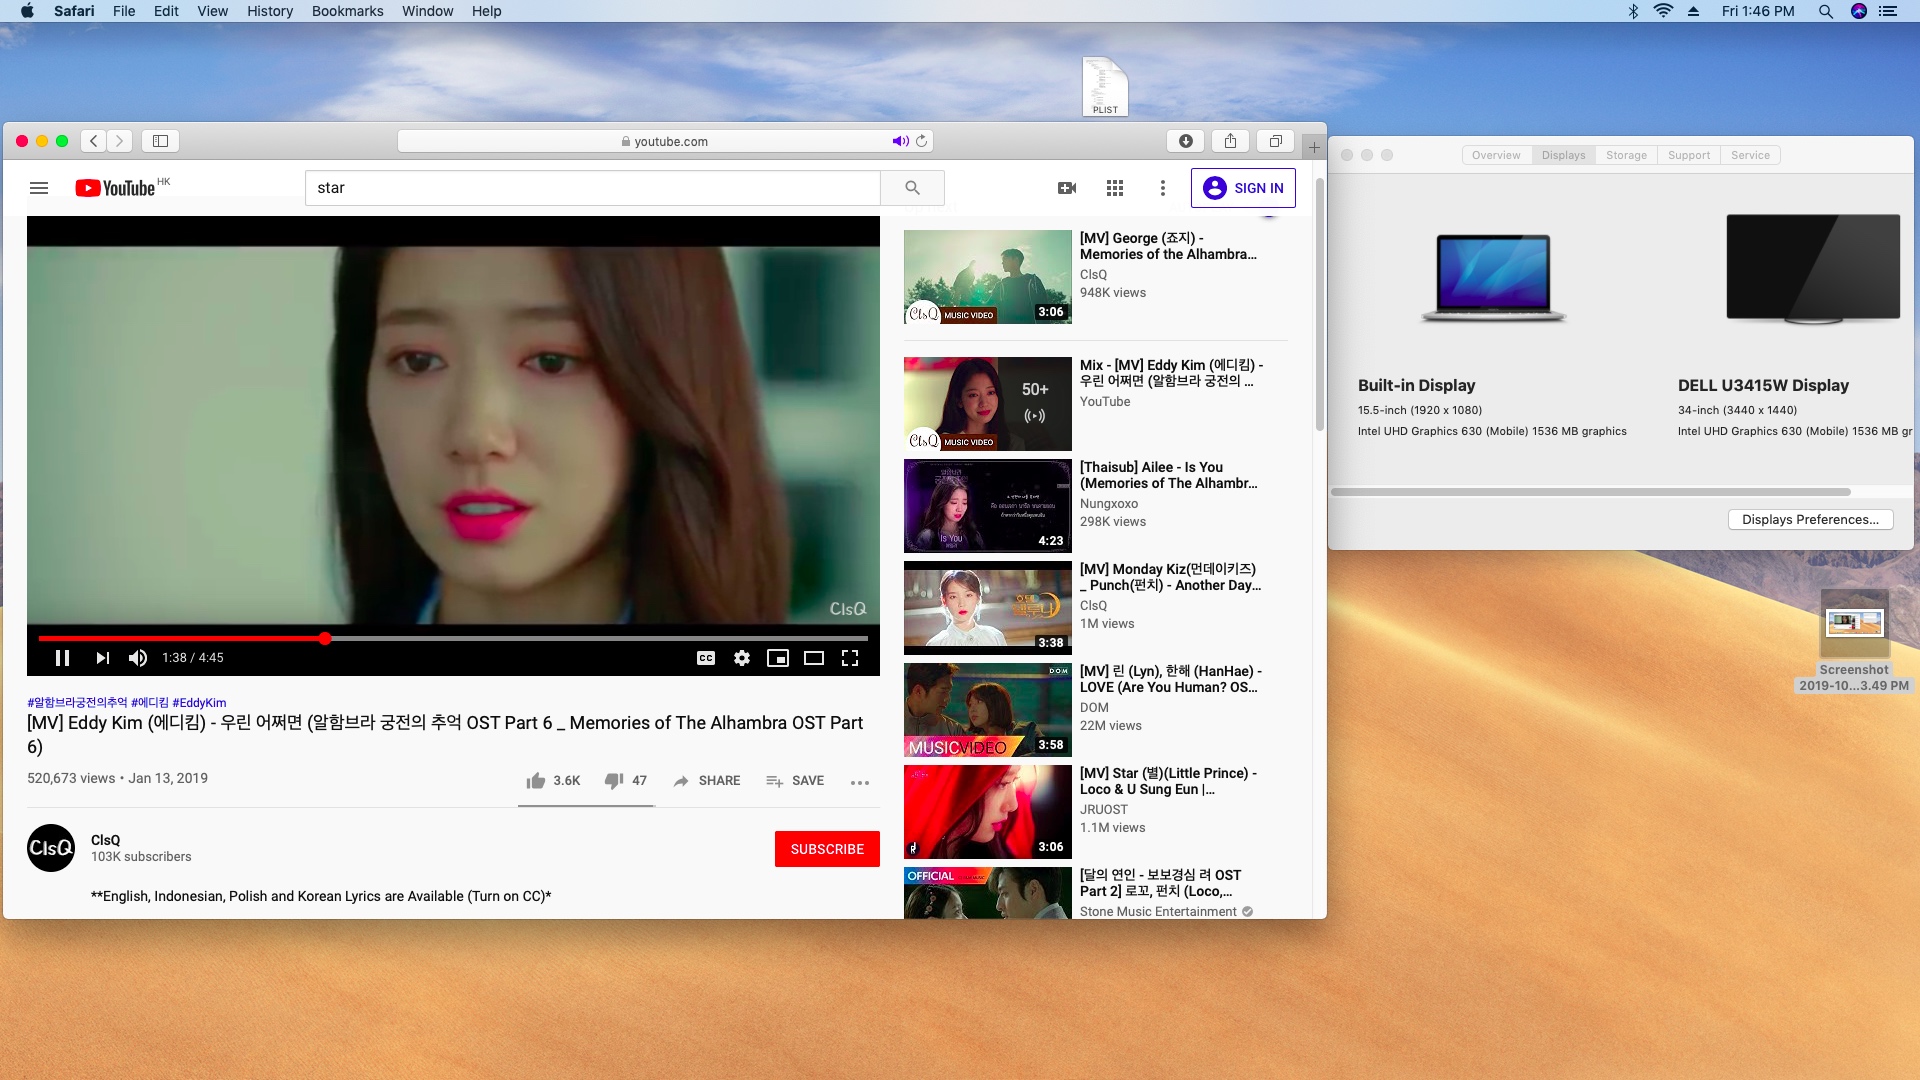 Safari File Edit View History Bookmarks Window Help
Fri 1:46 PM
PLIST
youtube.com
YouTube HK
star
SIGN IN
ClsQ
1:38 / 4:45
CC
#알함브라궁전의추억 #에디킴 #EddyKim
[MV] Eddy Kim (에디킴) - 우린 어쩌면 (알함브라 궁전의 추억 OST Part 6 _ Memories of The Alhambra OST Part
6)
520,673 views • Jan 13, 2019
3.6K 47 SHARE SAVE
ClsQ
ClsQ
103K subscribers
SUBSCRIBE
**English, Indonesian, Polish and Korean Lyrics are Available (Turn on CC)*
ClsQ MUSIC VIDEO 3:06
[MV] George (죠지) -
Memories of the Alhambra...
ClsQ
948K views
50+
ClsQ MUSIC VIDEO
Mix - [MV] Eddy Kim (에디킴) -
우린 어쩌면 (알함브라 궁전의 ...
YouTube
Is You
4:23
[Thaisub] Ailee - Is You
(Memories of The Alhambr...
Nungxoxo
298K views
3:38
[MV] Monday Kiz(먼데이키즈)
_ Punch(펀치) - Another Day...
ClsQ
1M views
DOM
MUSICVIDEO 3:58
[MV] 린 (Lyn), 한해 (HanHae) -
LOVE (Are You Human? OS...
DOM
22M views
3:06
[MV] Star (별)(Little Prince) -
Loco & U Sung Eun |...
JRUOST
1.1M views
OFFICIAL
[달의 연인 - 보보경심 려 OST
Part 2] 로꼬, 펀치 (Loco,...
Stone Music Entertainment
Overview Displays Storage Support Service
Built-in Display
15.5-inch (1920 x 1080)
Intel UHD Graphics 630 (Mobile) 1536 MB graphics
DELL U3415W Display
34-inch (3440 x 1440)
Intel UHD Graphics 630 (Mobile) 1536 MB gr
Displays Preferences...
Screenshot
2019-10...3.49 PM